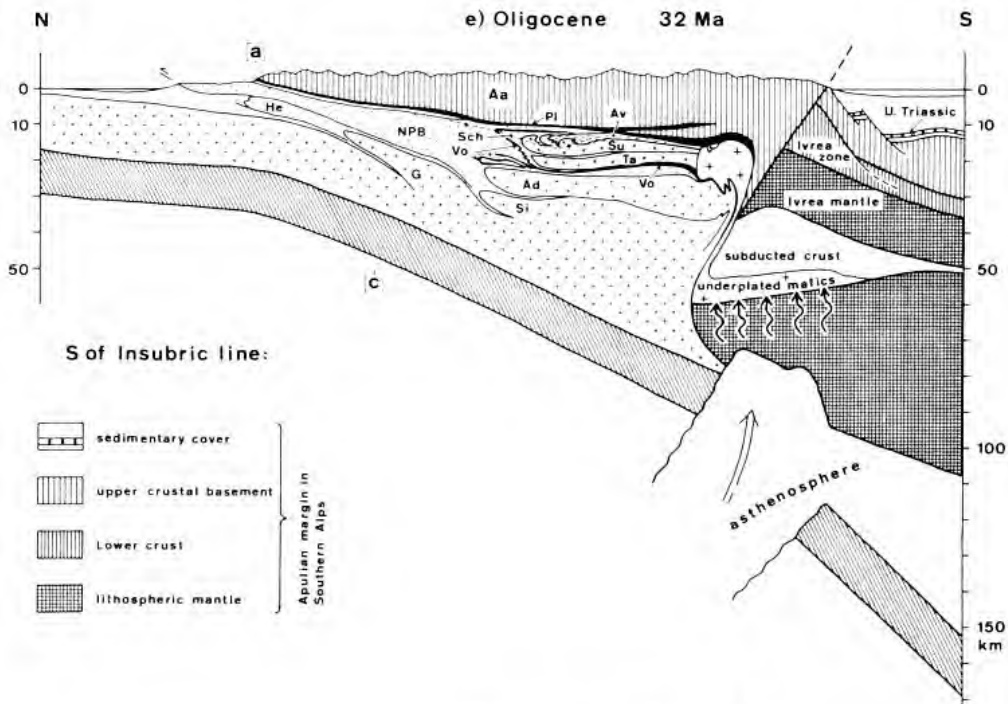 N
e) Oligocene 32 Ma
S
a
0
10
50
0
10
50
100
150
km
Aa
He
NPB
Pl
Av
Sch
Su
Vo
Ta
G
Ad
Vo
Si
U. Triassic
Ivrea
zone
Ivrea mantle
subducted crust
underplated mafics
C
asthenosphere
S of Insubric line:
sedimentary cover
upper crustal basement
Lower crust
lithospheric mantle
Apulian margin in
Southern Alps